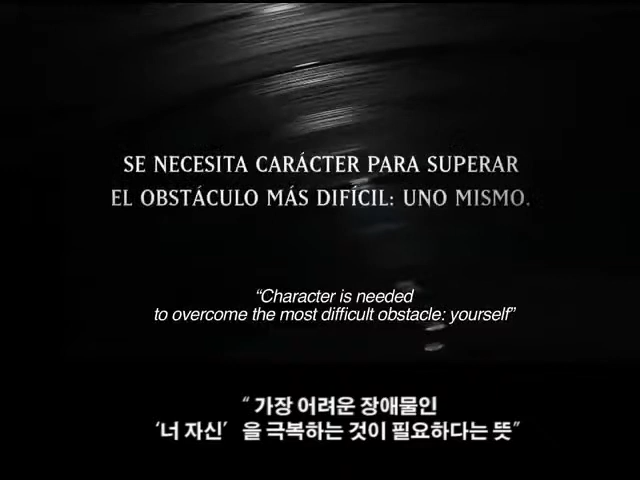 SE NECESITA CARÁCTER PARA SUPERAR
EL OBSTÁCULO MÁS DIFÍCIL: UNO MISMO.
“Character is needed
to overcome the most difficult obstacle: yourself”
“ 가장 어려운 장애물인
‘너 자신’ 을 극복하는 것이 필요하다는 뜻”